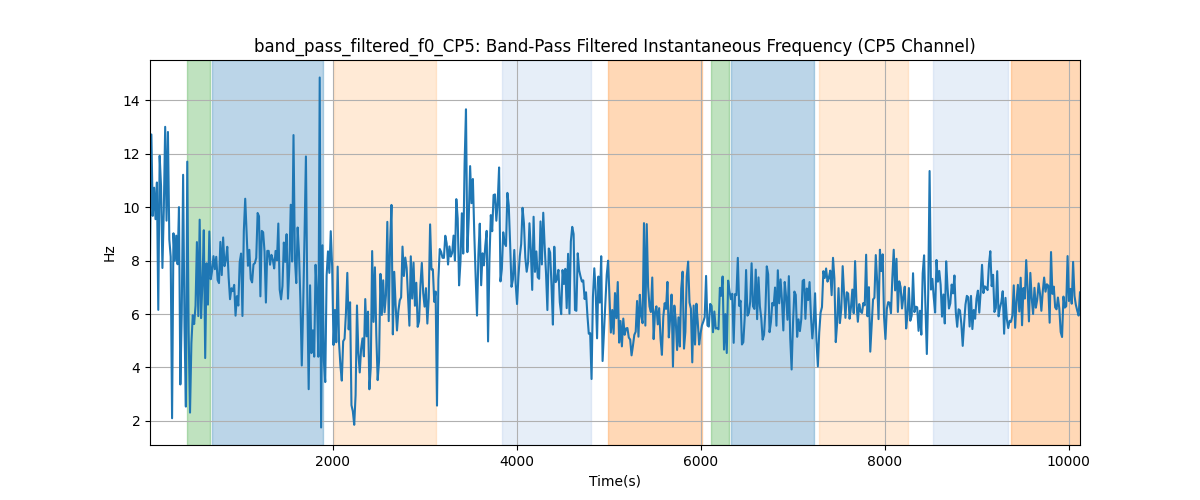 band_pass_filtered_f0_CP5: Band-Pass Filtered Instantaneous Frequency (CP5 Channel)
14
12
10
8
6
4
2
Hz
2000 4000 6000 8000 10000
Time(s)